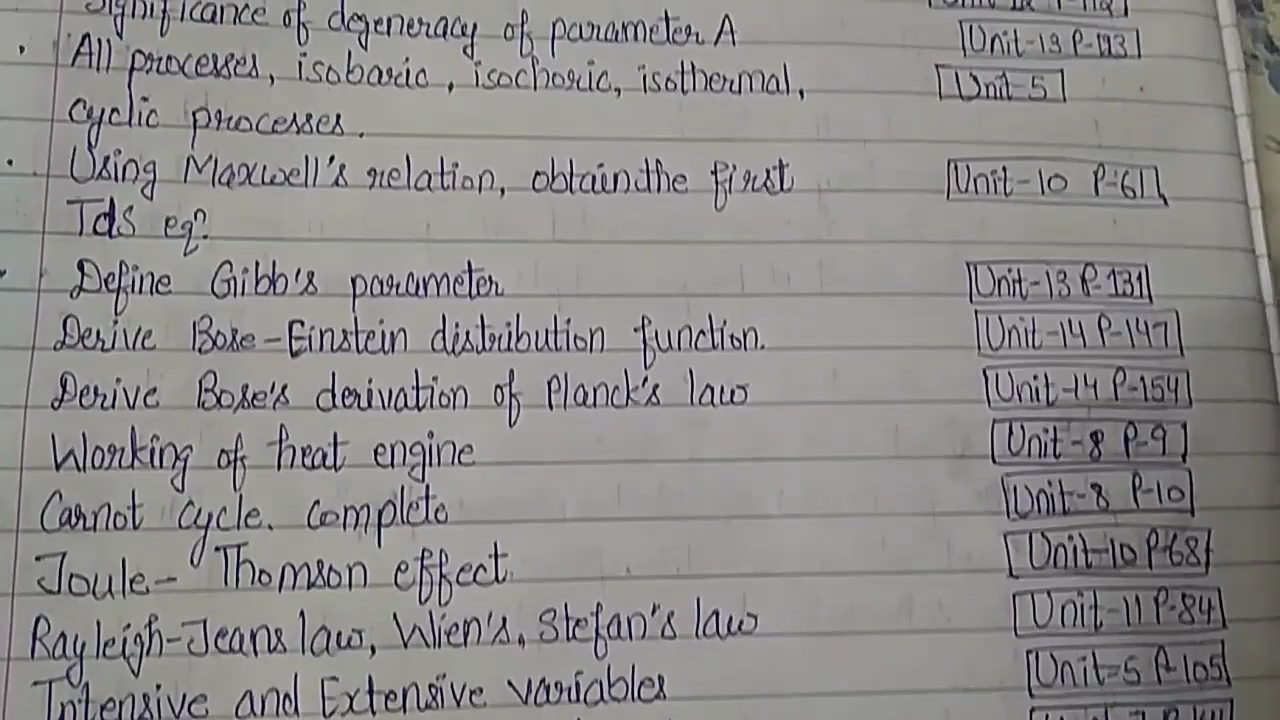 Significance of degeneracy of parameter A [Unit-13 P-133]
• All processes, isobaric, isochoric, isothermal, [Unit-5]
cyclic processes.
• Using Maxwell's relation, obtain the first [Unit-10 P-61]
Tds eqn.
• Define Gibb's parameter [Unit-13 P-131]
Derive Bose-Einstein distribution function. [Unit-14 P-147]
Derive Bose's derivation of Planck's law [Unit-14 P-154]
Working of heat engine [Unit-8 P-9]
Carnot cycle. complete [Unit-8 P-10]
Joule-Thomson effect [Unit-10 P-68]
Rayleigh-Jeans law, Wien's, Stefan's law [Unit-11 P-84]
Intensive and Extensive variables [Unit-5 P-105]